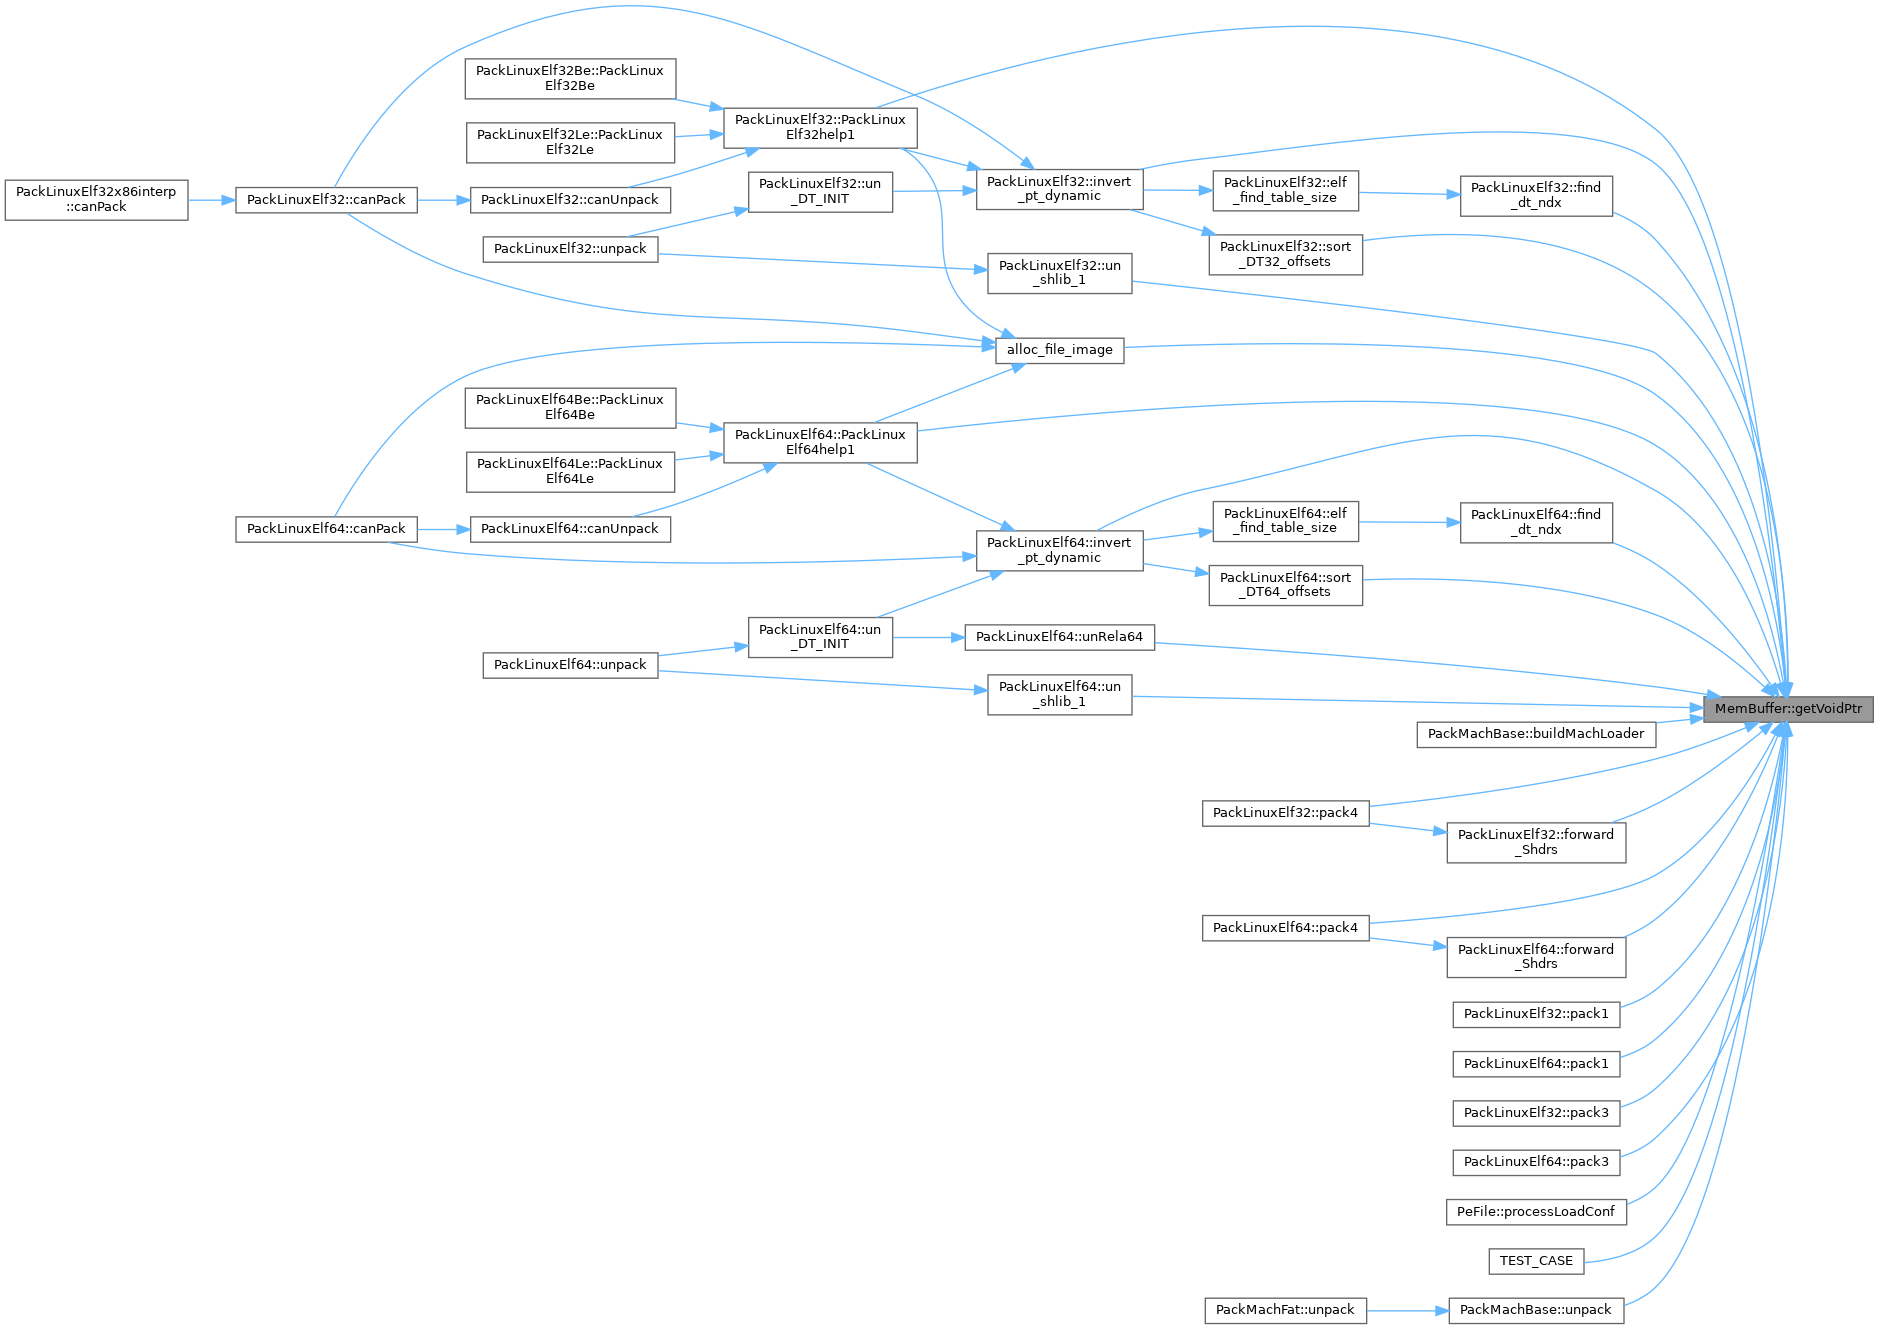 PackLinuxElf32x86interp
::canPack
PackLinuxElf32::canPack
PackLinuxElf32Be::PackLinux
Elf32Be
PackLinuxElf32Le::PackLinux
Elf32Le
PackLinuxElf32::canUnpack
PackLinuxElf32::unpack
PackLinuxElf32::PackLinux
Elf32help1
PackLinuxElf32::un
_DT_INIT
PackLinuxElf32::invert
_pt_dynamic
PackLinuxElf32::un
_shlib_1
PackLinuxElf32::elf
_find_table_size
PackLinuxElf32::sort
_DT32_offsets
PackLinuxElf32::find
_dt_ndx
alloc_file_image
PackLinuxElf64Be::PackLinux
Elf64Be
PackLinuxElf64Le::PackLinux
Elf64Le
PackLinuxElf64::canPack
PackLinuxElf64::canUnpack
PackLinuxElf64::PackLinux
Elf64help1
PackLinuxElf64::invert
_pt_dynamic
PackLinuxElf64::elf
_find_table_size
PackLinuxElf64::find
_dt_ndx
PackLinuxElf64::sort
_DT64_offsets
PackLinuxElf64::un
_DT_INIT
PackLinuxElf64::unRela64
PackLinuxElf64::unpack
PackLinuxElf64::un
_shlib_1
MemBuffer::getVoidPtr
PackMachBase::buildMachLoader
PackLinuxElf32::pack4
PackLinuxElf32::forward
_Shdrs
PackLinuxElf64::pack4
PackLinuxElf64::forward
_Shdrs
PackLinuxElf32::pack1
PackLinuxElf64::pack1
PackLinuxElf32::pack3
PackLinuxElf64::pack3
PeFile::processLoadConf
TEST_CASE
PackMachFat::unpack
PackMachBase::unpack